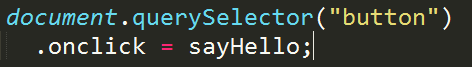 document.querySelector("button")
.onclick = sayHello;